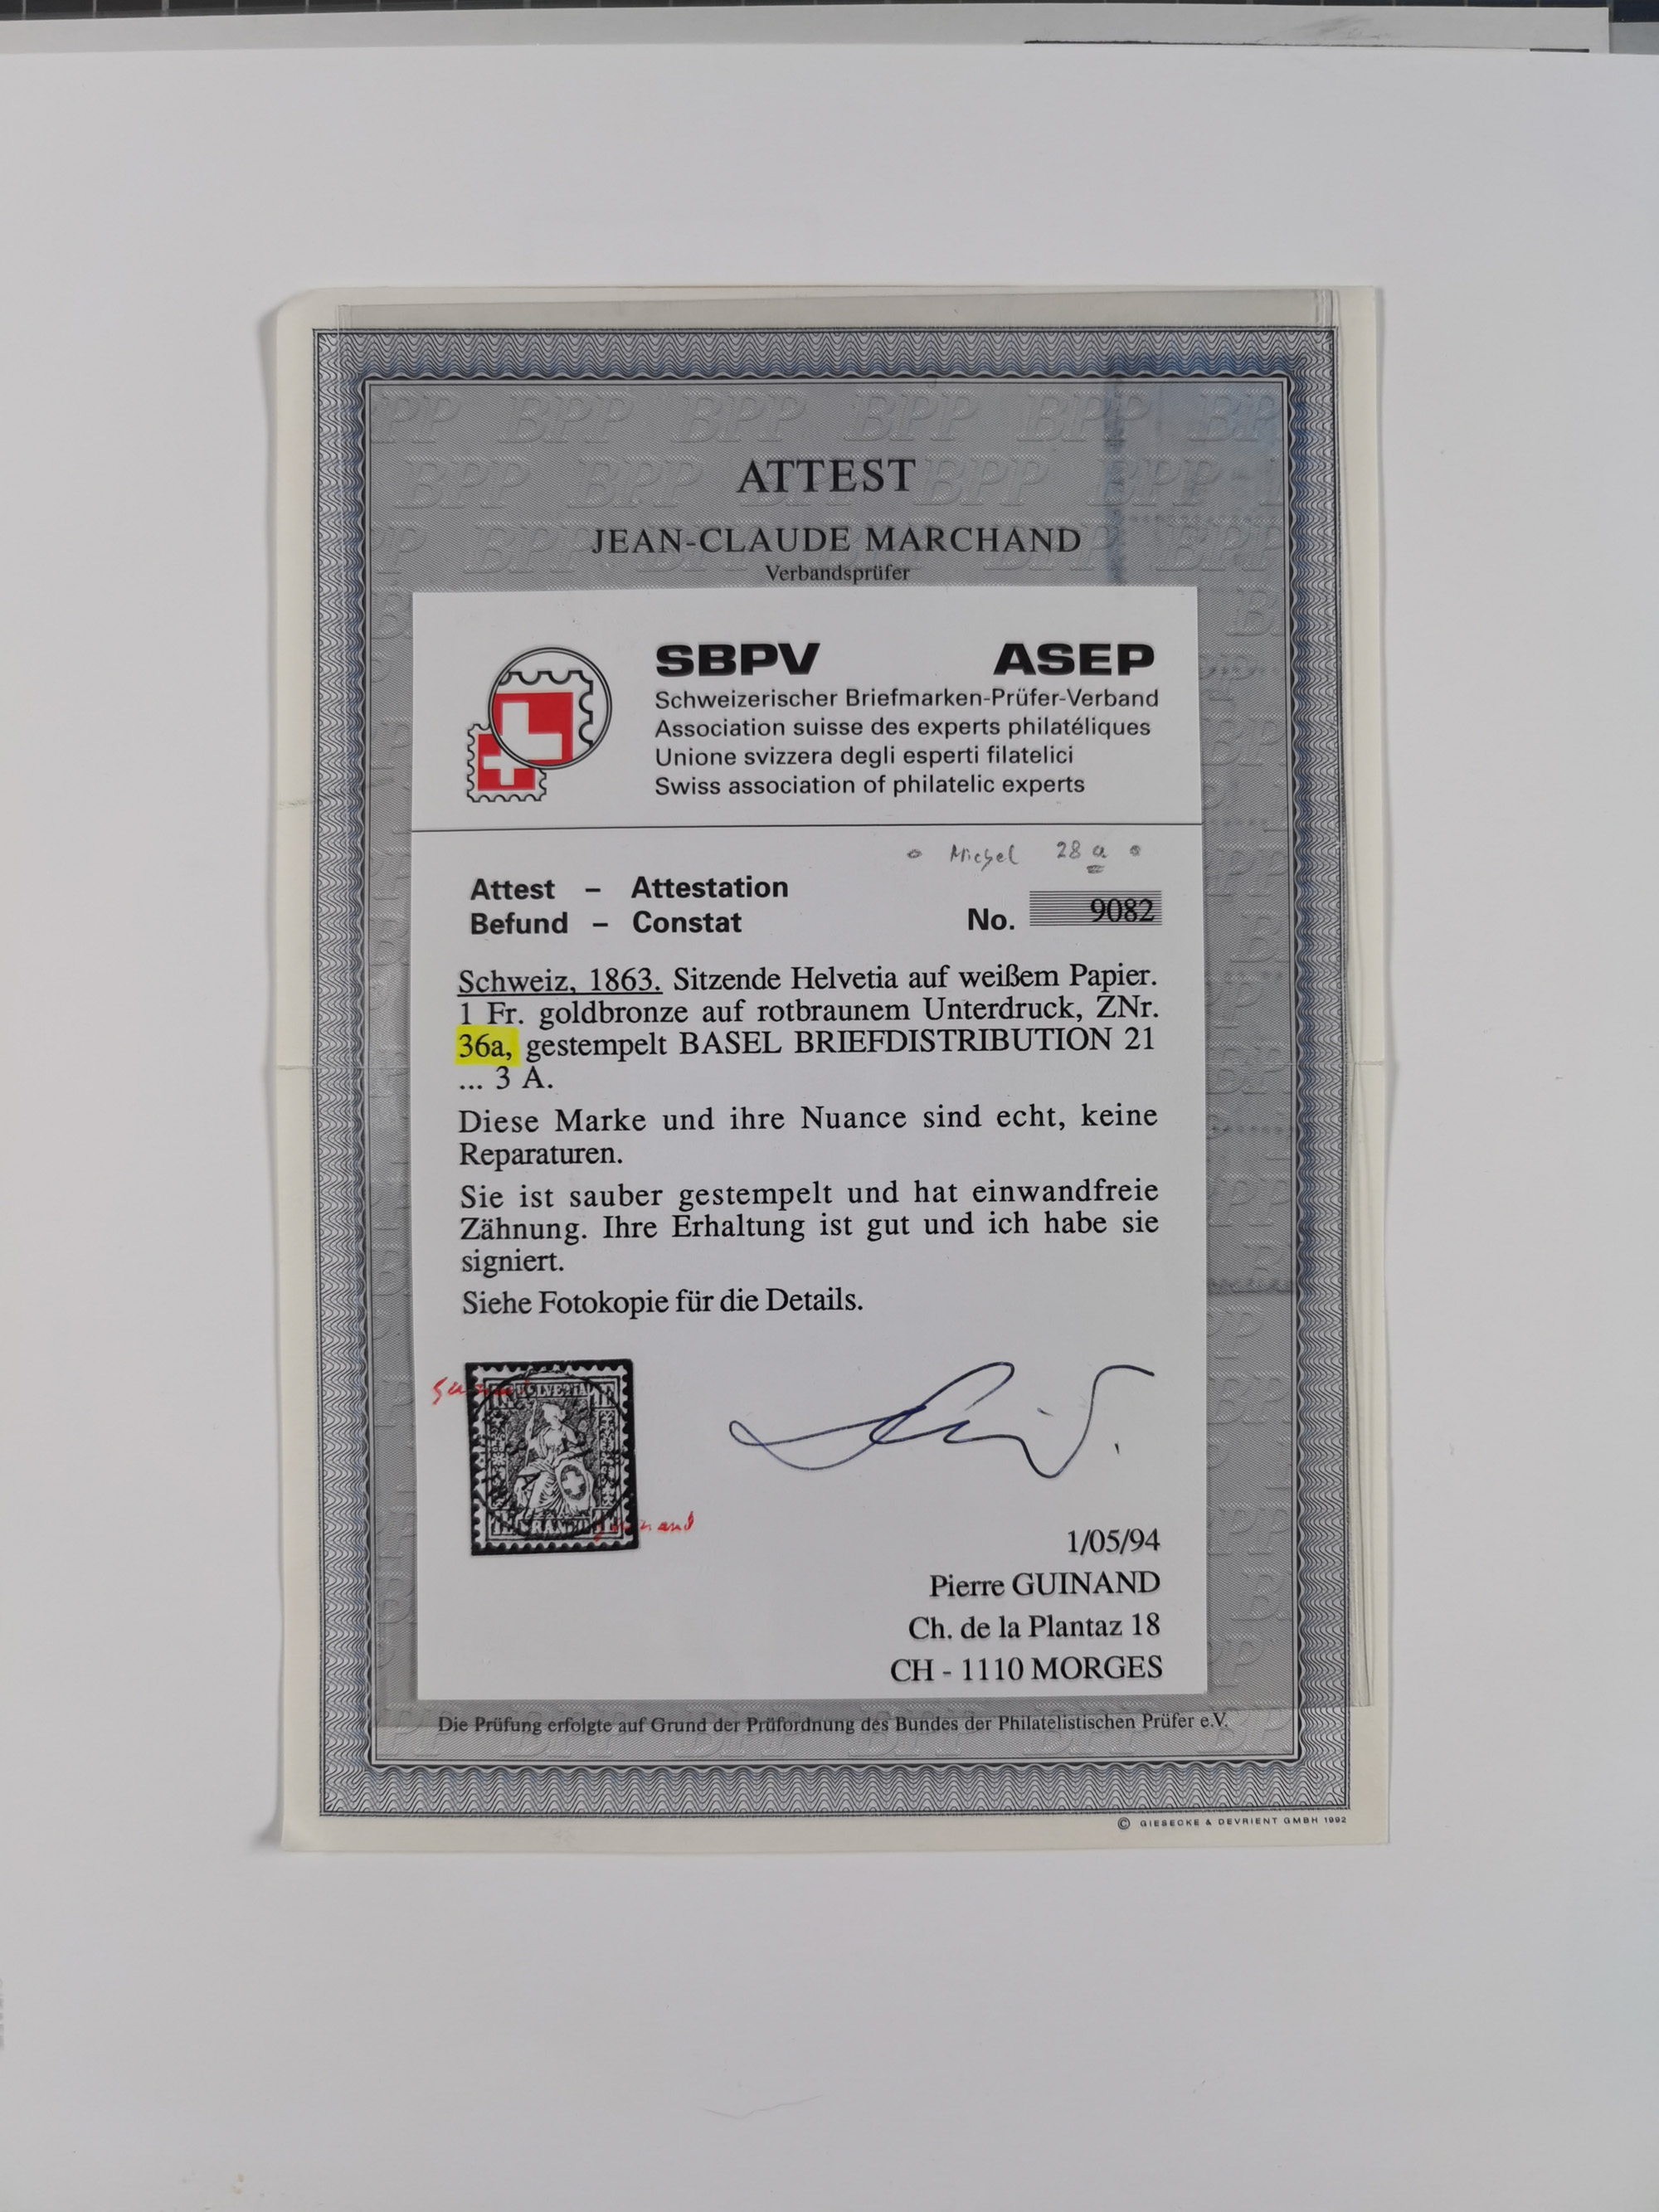 ATTEST
JEAN-CLAUDE MARCHAND
Verbandsprüfer
SBPV ASEP
Schweizerischer Briefmarken-Prüfer-Verband
Association suisse des experts philatéliques
Unione svizzera degli esperti filatelici
Swiss association of philatelic experts
Michel 28 a
Attest – Attestation
Befund – Constat No. 9082
Schweiz, 1863. Sitzende Helvetia auf weißem Papier.
1 Fr. goldbronze auf rotbraunem Unterdruck, ZNr.
36a, gestempelt BASEL BRIEFDISTRIBUTION 21
... 3 A.
Diese Marke und ihre Nuance sind echt, keine
Reparaturen.
Sie ist sauber gestempelt und hat einwandfreie
Zähnung. Ihre Erhaltung ist gut und ich habe sie
signiert.
Siehe Fotokopie für die Details.
1/05/94
Pierre GUINAND
Ch. de la Plantaz 18
CH - 1110 MORGES
Die Prüfung erfolgte auf Grund der Prüfordnung des Bundes der Philatelistischen Prüfer e.V.
© GIESECKE & DEVRIENT GMBH 1992